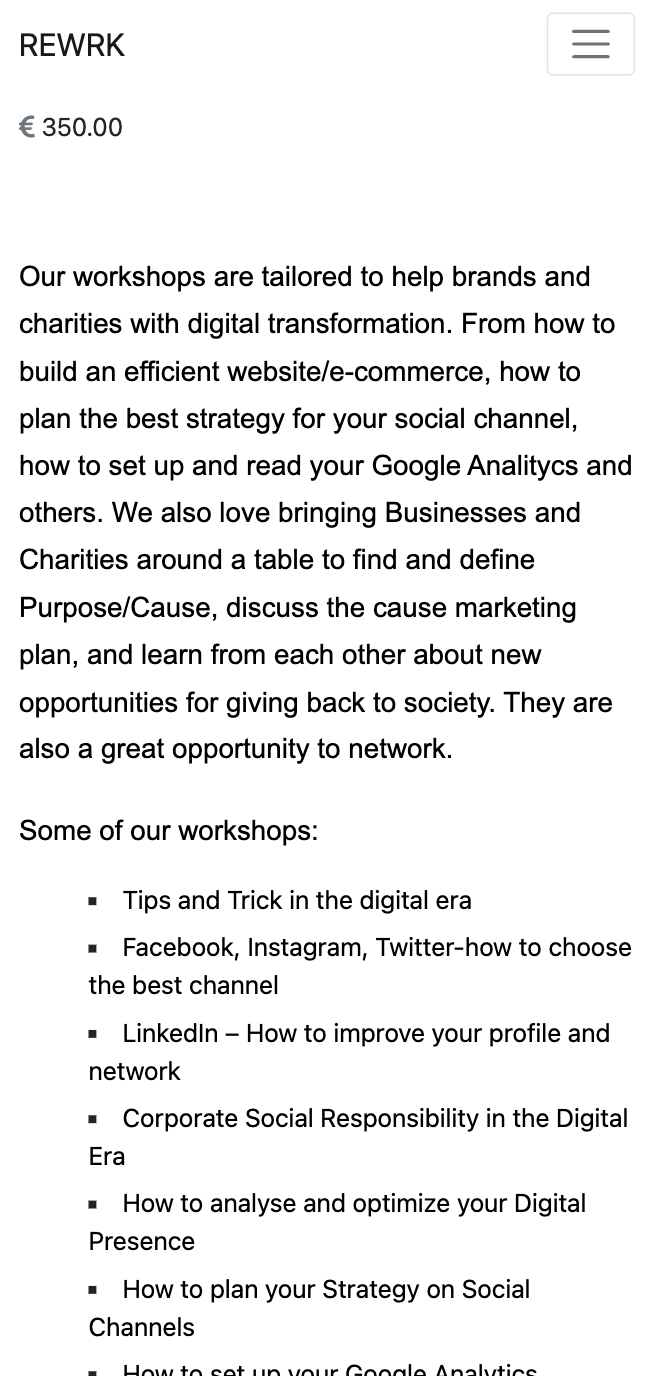 REWRK
€ 350.00
Our workshops are tailored to help brands and
charities with digital transformation. From how to
build an efficient website/e-commerce, how to
plan the best strategy for your social channel,
how to set up and read your Google Analitycs and
others. We also love bringing Businesses and
Charities around a table to find and define
Purpose/Cause, discuss the cause marketing
plan, and learn from each other about new
opportunities for giving back to society. They are
also a great opportunity to network.
Some of our workshops:
▪ Tips and Trick in the digital era
▪ Facebook, Instagram, Twitter-how to choose
the best channel
▪ LinkedIn – How to improve your profile and
network
▪ Corporate Social Responsibility in the Digital
Era
▪ How to analyse and optimize your Digital
Presence
▪ How to plan your Strategy on Social
Channels
▪ How to set up your Google Analytics